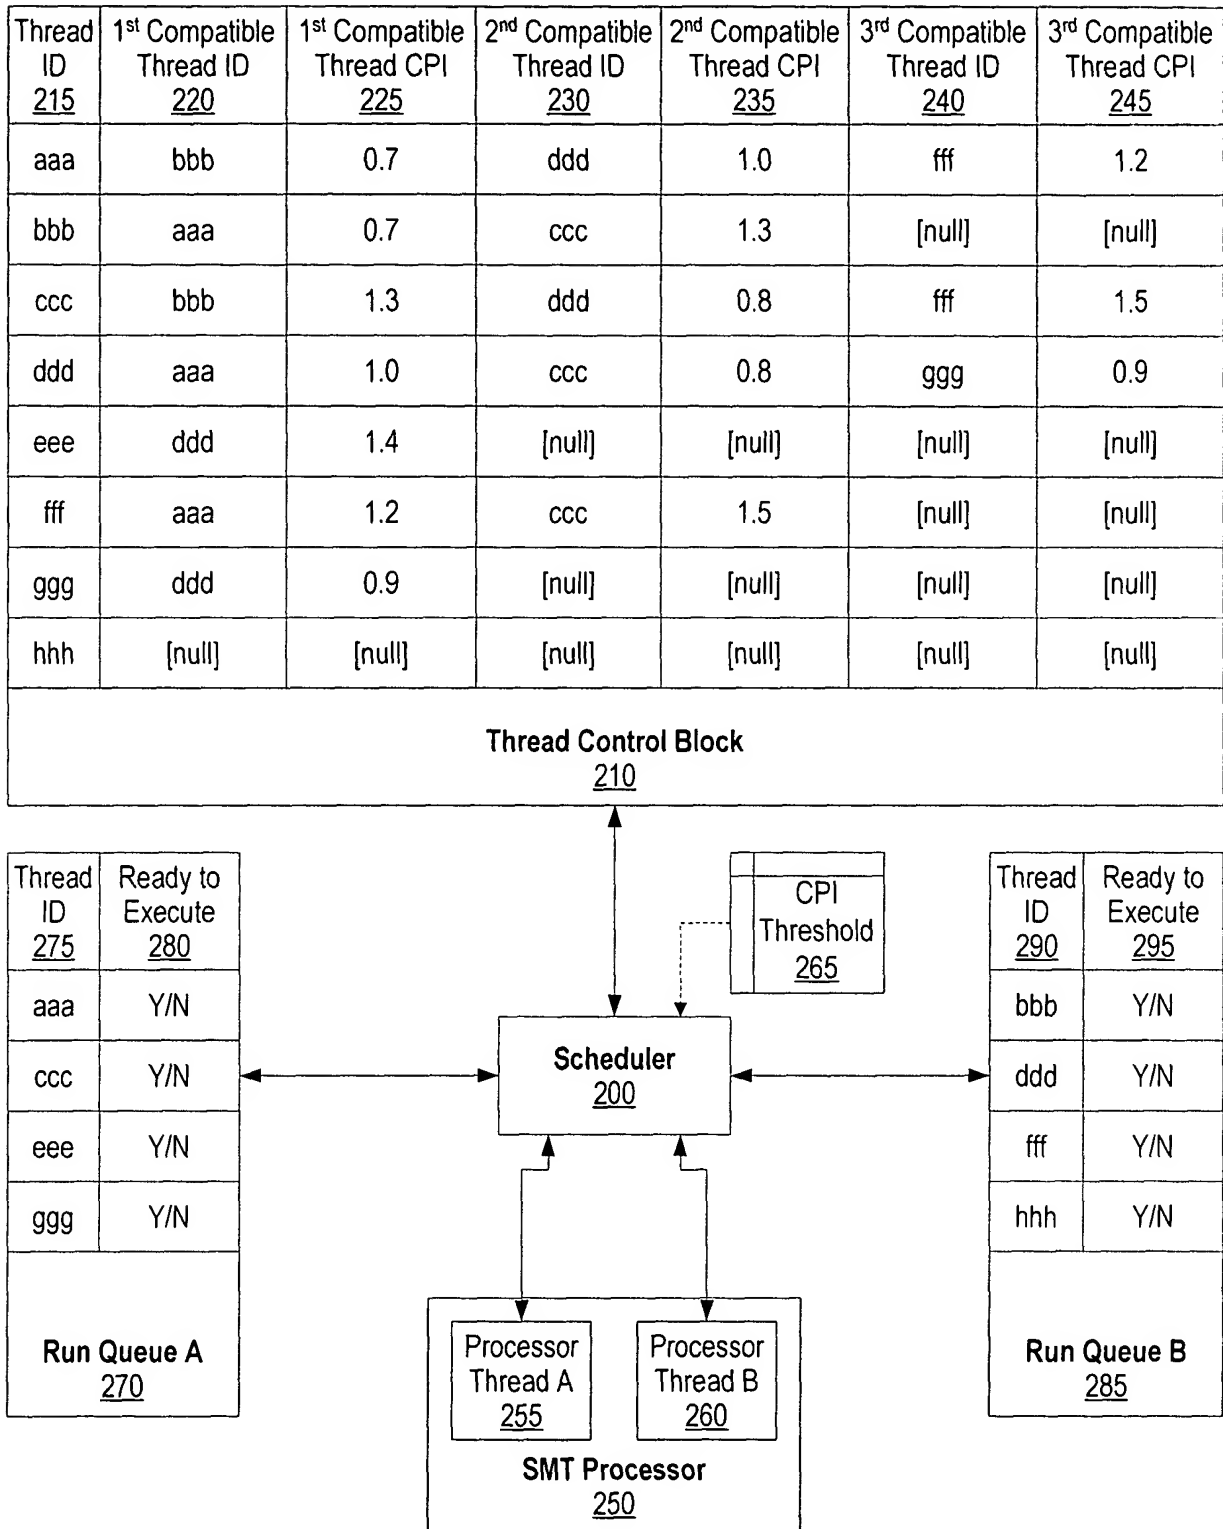 Thread ID 215 | 1st Compatible Thread ID 220 | 1st Compatible Thread CPI 225 | 2nd Compatible Thread ID 230 | 2nd Compatible Thread CPI 235 | 3rd Compatible Thread ID 240 | 3rd Compatible Thread CPI 245
aaa bbb 0.7 ddd 1.0 fff 1.2
bbb aaa 0.7 ccc 1.3 [null] [null]
ccc bbb 1.3 ddd 0.8 fff 1.5
ddd aaa 1.0 ccc 0.8 ggg 0.9
eee ddd 1.4 [null] [null] [null] [null]
fff aaa 1.2 ccc 1.5 [null] [null]
ggg ddd 0.9 [null] [null] [null] [null]
hhh [null] [null] [null] [null] [null] [null]
Thread Control Block
210
Thread ID 275 | Ready to Execute 280
aaa Y/N
ccc Y/N
eee Y/N
ggg Y/N
Run Queue A
270
CPI
Threshold
265
Scheduler
200
Processor
Thread A
255
Processor
Thread B
260
SMT Processor
250
Thread ID 290 | Ready to Execute 295
bbb Y/N
ddd Y/N
fff Y/N
hhh Y/N
Run Queue B
285